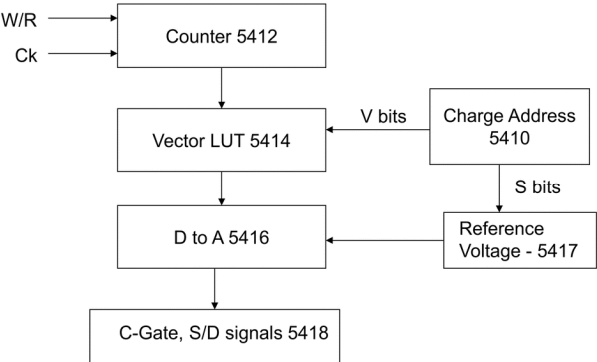 W/R
Ck
Counter 5412
Vector LUT 5414
V bits
Charge Address
5410
S bits
D to A 5416
Reference
Voltage - 5417
C-Gate, S/D signals 5418